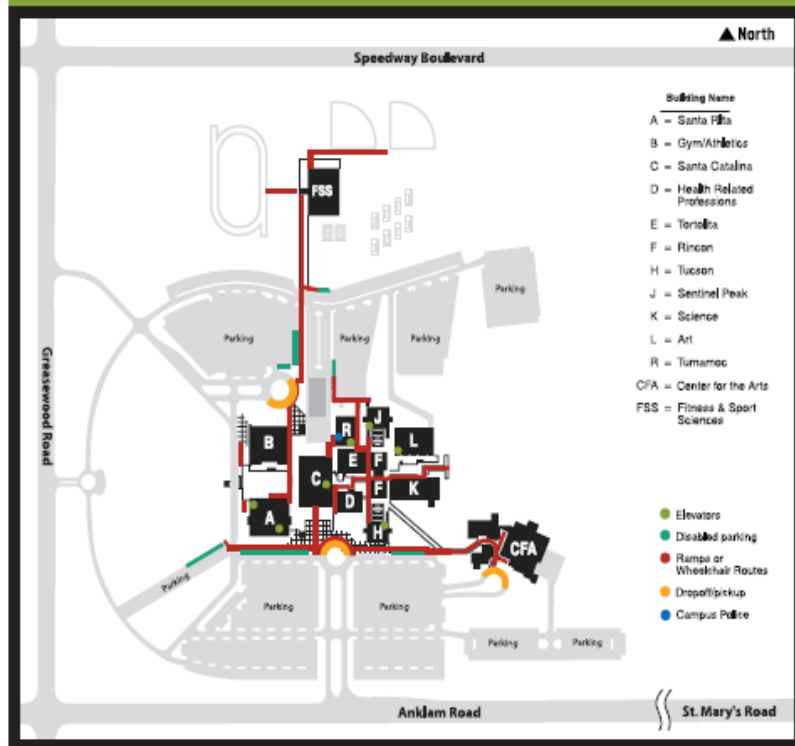 North
Speedway Boulevard
Building Name
A = Santa Rita
B = Gym/Athletics
C = Santa Catalina
D = Health Related
Professions
E = Tortolita
F = Rincon
H = Tucson
J = Sentinel Peak
K = Science
L = Art
R = Tumamoc
CFA = Center for the Arts
FSS = Fitness & Sport
Sciences
FSS
Parking
Parking
Parking
Parking
Greasewood Road
J
R
B
L
E
F
C
F
K
D
A
H
CFA
Elevators
Disabled parking
Ramps or
Wheelchair Routes
Dropoff/pickup
Campus Police
Parking
Parking
Parking
Parking
Parking
Anklam Road
St. Mary's Road